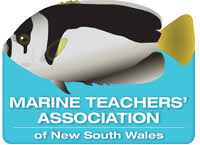 MARINE TEACHERS'
ASSOCIATION
of New South Wales